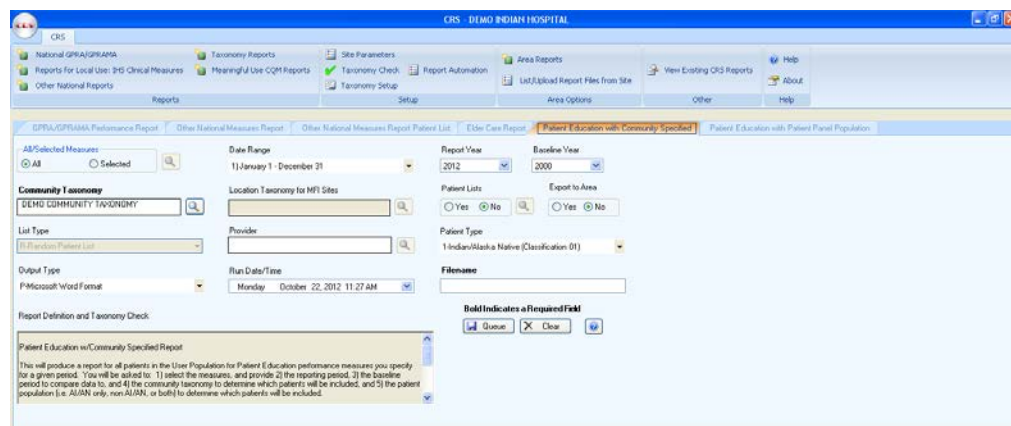 CRS - DEMO INDIAN HOSPITAL
CRS
National GPRA/GPRAMA
Reports for Local Use: IHS Clinical Measures
Other National Reports
Taxonomy Reports
Meaningful Use CQM Reports
Reports
Site Parameters
Taxonomy Check
Report Automation
Taxonomy Setup
Setup
Area Reports
List/Upload Report Files from Site
Area Options
View Existing CRS Reports
Other
Help
About
Help
GPRA/GPRAMA Performance Report
Other National Measures Report
Other National Measures Report Patient List
Elder Care Report
Patient Education with Community Specified
Patient Education with Patient Panel Population
All/Selected Measures
All
Selected
Date Range
1) January 1 - December 31
Report Year
2012
Baseline Year
2000
Community Taxonomy
DEMO COMMUNITY TAXONOMY
Location Taxonomy for MFI Sites
Patient Lists
Yes
No
Export to Area
Yes
No
List Type
R-Random Patient List
Provider
Patient Type
1-Indian/Alaska Native (Classification 01)
Output Type
P-Microsoft Word Format
Run Date/Time
Monday October 22, 2012 11:27 AM
Filename
Bold Indicates a Required Field
Queue
Clear
Report Definition and Taxonomy Check
Patient Education w/Community Specified Report
This will produce a report for all patients in the User Population for Patient Education performance measures you specify
for a given period. You will be asked to: 1) select the measures, and provide 2) the reporting period, 3) the baseline
period to compare data to, and 4) the community taxonomy to determine which patients will be included, and 5) the patient
population (i.e. AI/AN only, non AI/AN, or both) to determine which patients will be included.